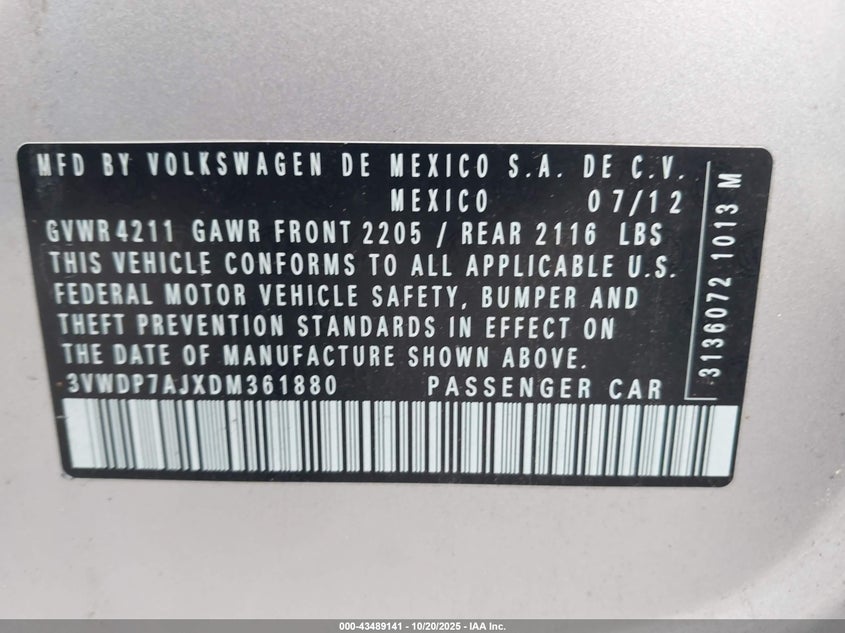 MFD BY VOLKSWAGEN DE MEXICO S.A. DE C.V.
MEXICO 07/12
GVWR 4211 GAWR FRONT 2205 / REAR 2116 LBS
THIS VEHICLE CONFORMS TO ALL APPLICABLE U.S.
FEDERAL MOTOR VEHICLE SAFETY, BUMPER AND
THEFT PREVENTION STANDARDS IN EFFECT ON
THE DATE OF MANUFACTURE SHOWN ABOVE.
3VWDP7AJXDM361880 PASSENGER CAR
3136072 1013 M
000-43489141 - 10/20/2025 - IAA Inc.